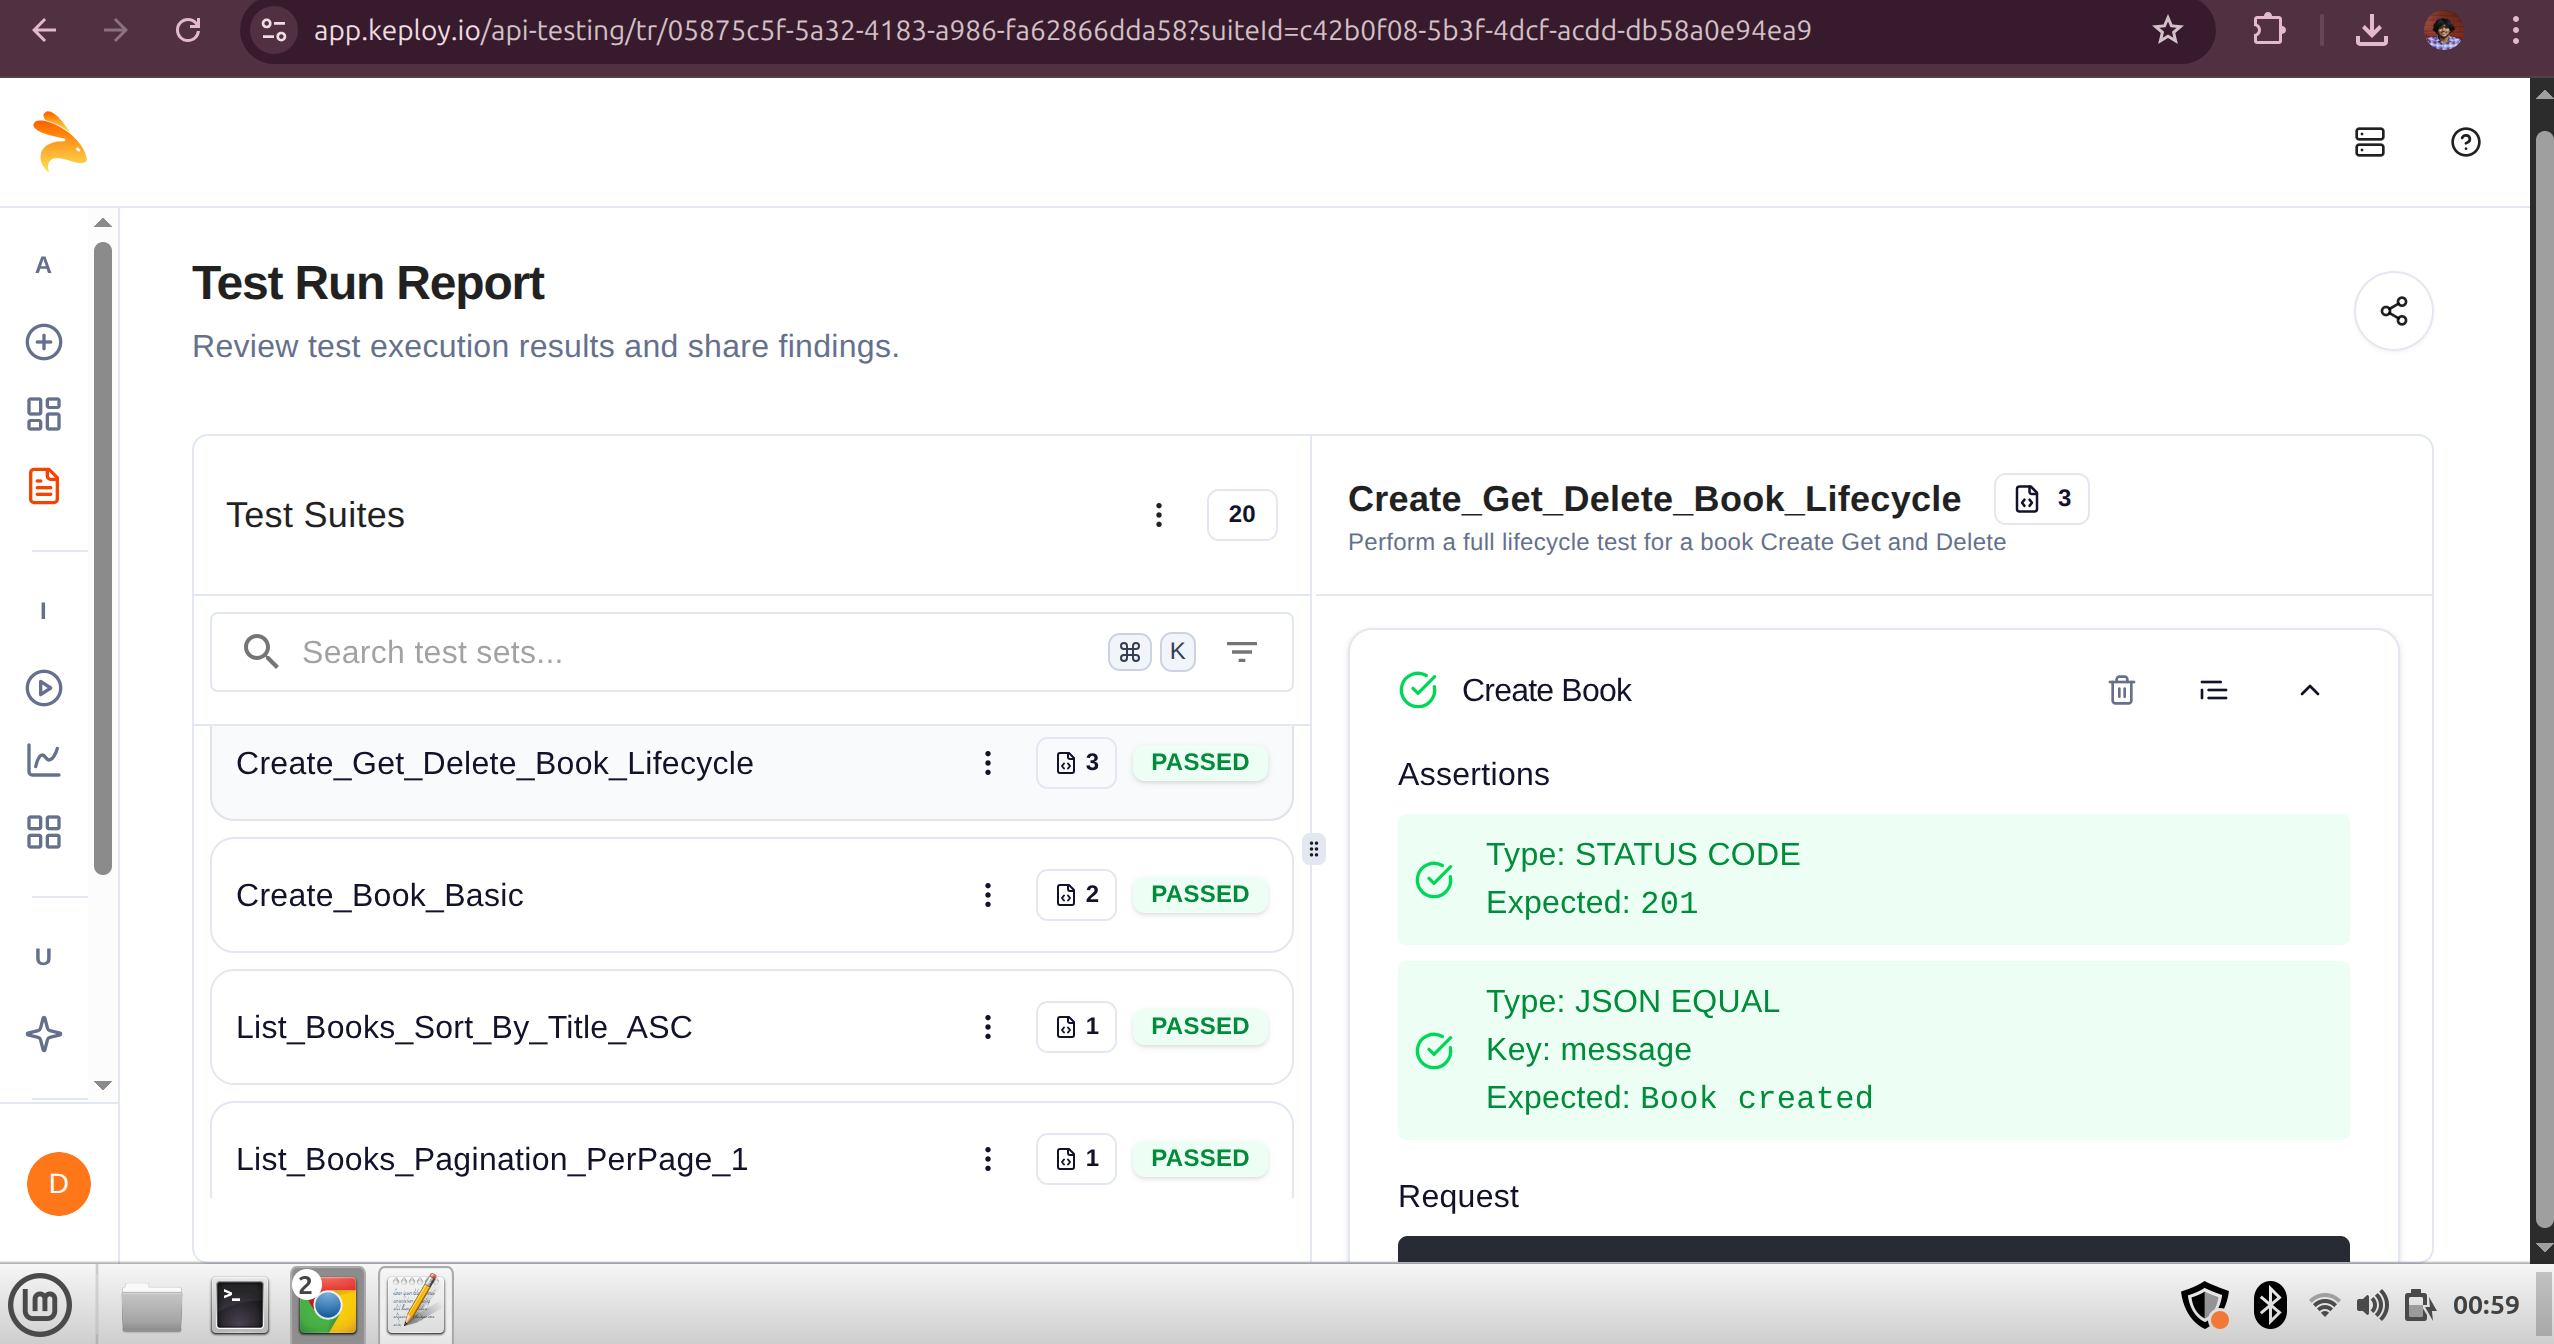 app.keploy.io/api-testing/tr/05875c5f-5a32-4183-a986-fa62866dda58?suiteId=c42b0f08-5b3f-4dcf-acdd-db58a0e94ea9
A
I
U
D
Test Run Report
Review test execution results and share findings.
Test Suites
20
Search test sets...
⌘ K
Create_Get_Delete_Book_Lifecycle
3
PASSED
Create_Book_Basic
2
PASSED
List_Books_Sort_By_Title_ASC
1
PASSED
List_Books_Pagination_PerPage_1
1
PASSED
Create_Get_Delete_Book_Lifecycle
3
Perform a full lifecycle test for a book Create Get and Delete
Create Book
Assertions
Type: STATUS CODE
Expected: 201
Type: JSON EQUAL
Key: message
Expected: Book created
Request
2
00:59